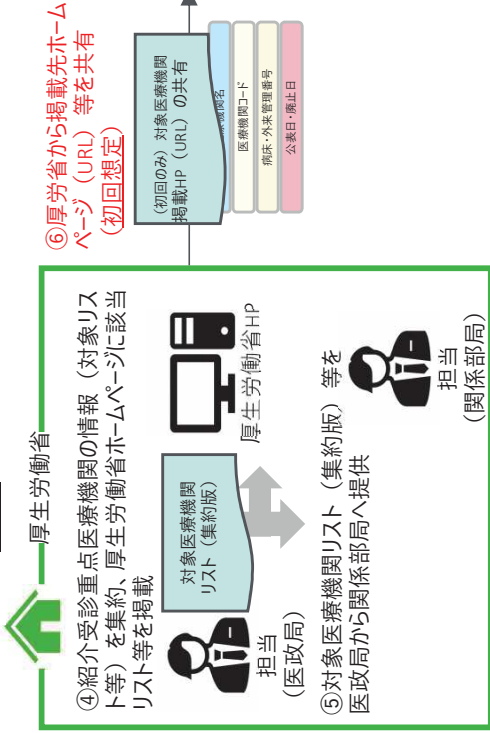 厚生労働省
④紹介受診重点医療機関の情報（対象リス
ト等）を集約、厚生労働省ホームページに該当
リスト等を掲載
対象医療機関
リスト（集約版）
厚生労働省HP
担当
（医政局）
⑤対象医療機関リスト（集約版）等を
医政局から関係部局へ提供
担当
（関係部局）
⑥厚労省から掲載先ホーム
ページ（URL）等を共有
（初回想定）
（初回のみ）対象医療機関
掲載HP（URL）の共有
機関名
医療機関コード
病床・外来管理番号
公表日・廃止日